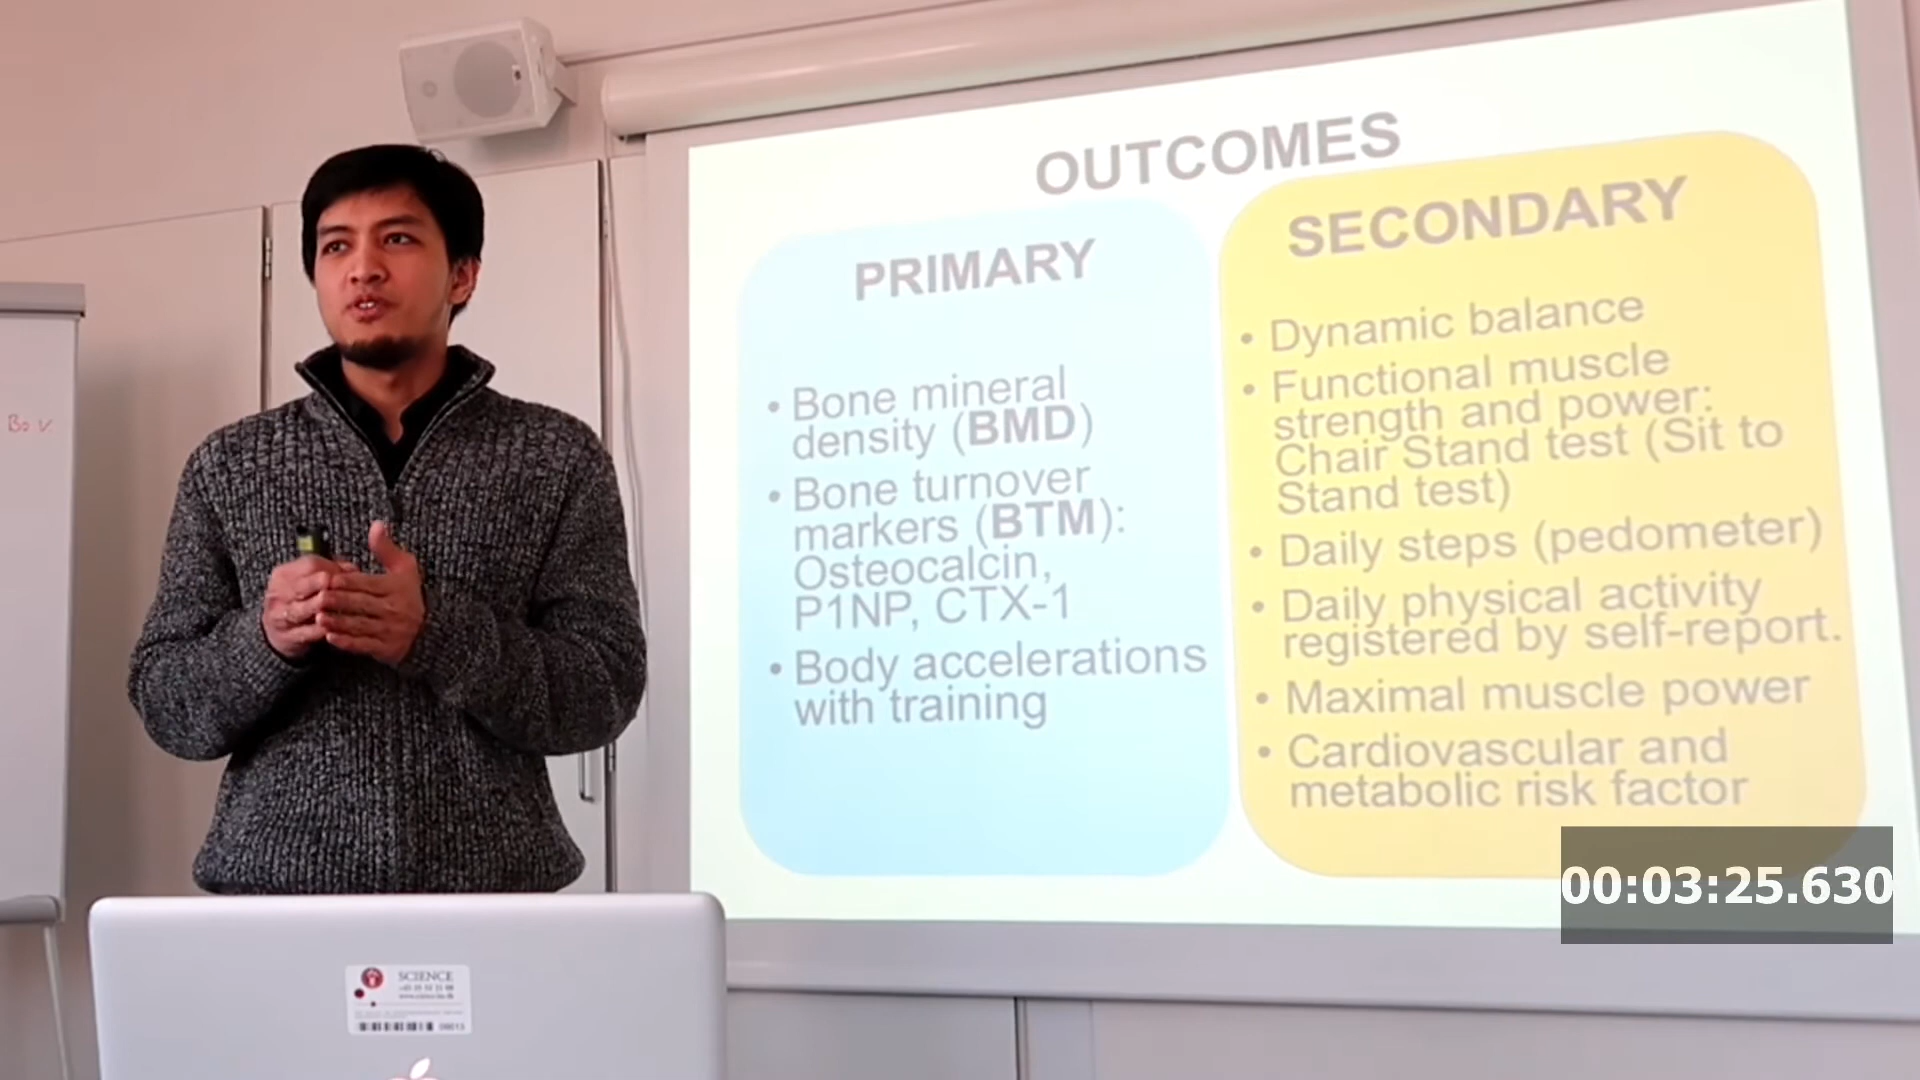 OUTCOMES
PRIMARY
• Bone mineral
density (BMD)
• Bone turnover
markers (BTM):
Osteocalcin,
P1NP, CTX-1
• Body accelerations
with training
SECONDARY
• Dynamic balance
• Functional muscle
strength and power:
Chair Stand test (Sit to
Stand test)
• Daily steps (pedometer)
• Daily physical activity
registered by self-report.
• Maximal muscle power
• Cardiovascular and
metabolic risk factor
00:03:25.630
SCIENCE